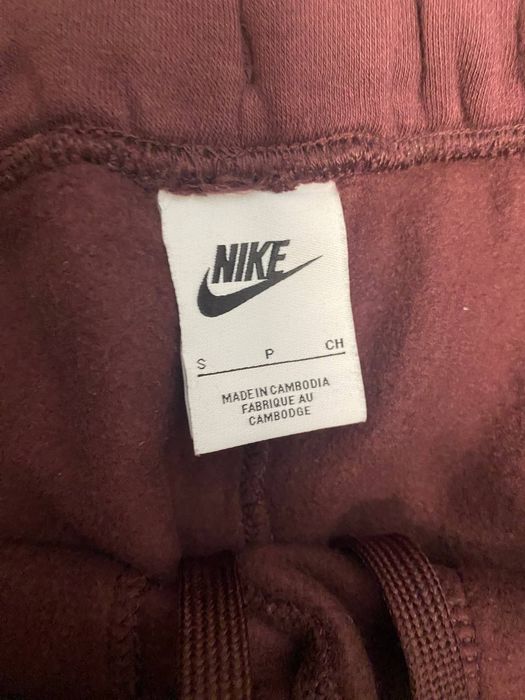 NIKE
S P CH
MADE IN CAMBODIA
FABRIQUE AU
CAMBODGE